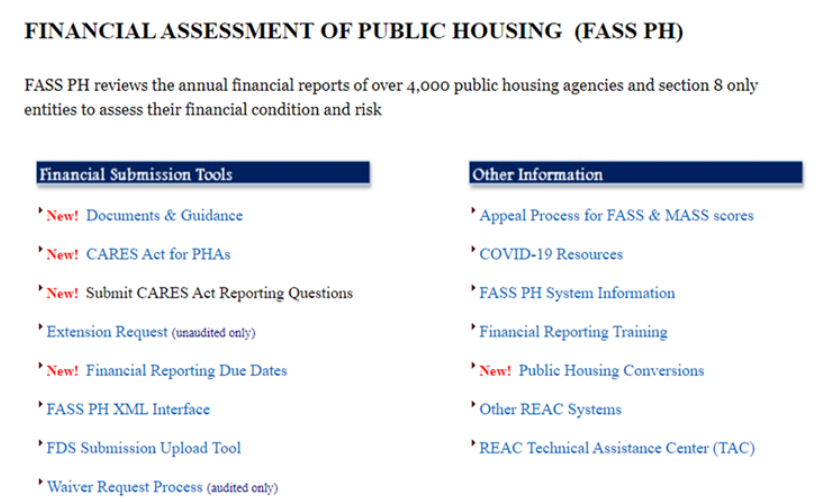 FINANCIAL ASSESSMENT OF PUBLIC HOUSING (FASS PH)
FASS PH reviews the annual financial reports of over 4,000 public housing agencies and section 8 only
entities to assess their financial condition and risk
Financial Submission Tools
New! Documents & Guidance
New! CARES Act for PHAs
New! Submit CARES Act Reporting Questions
Extension Request (unaudited only)
New! Financial Reporting Due Dates
FASS PH XML Interface
FDS Submission Upload Tool
Waiver Request Process (audited only)
Other Information
Appeal Process for FASS & MASS scores
COVID-19 Resources
FASS PH System Information
Financial Reporting Training
New! Public Housing Conversions
Other REAC Systems
REAC Technical Assistance Center (TAC)